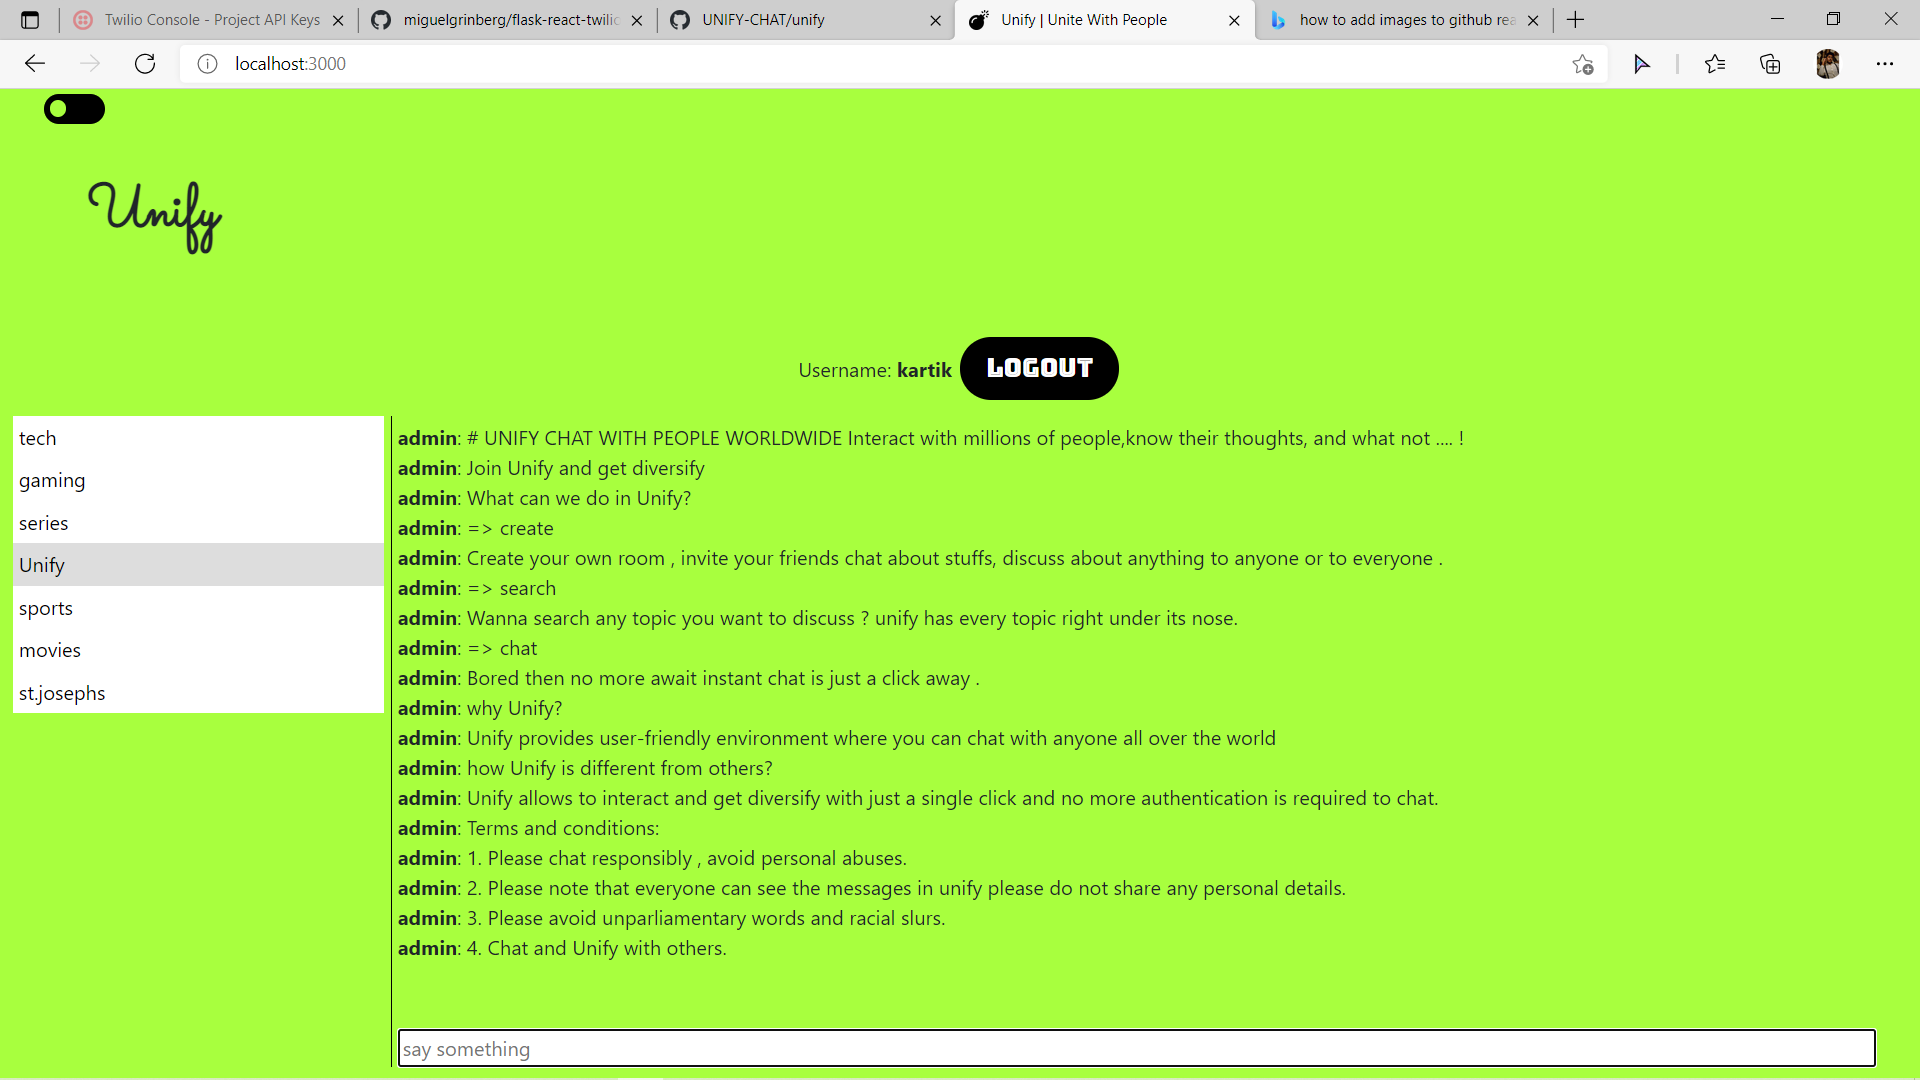 Twilio Console - Project API Keys
miguelgrinberg/flask-react-twilio
UNIFY-CHAT/unify
Unify | Unite With People
how to add images to github rea
localhost:3000
Unify
Username: kartik
LOGOUT
tech
gaming
series
Unify
sports
movies
st.josephs
admin: # UNIFY CHAT WITH PEOPLE WORLDWIDE Interact with millions of people,know their thoughts, and what not .... !
admin: Join Unify and get diversify
admin: What can we do in Unify?
admin: => create
admin: Create your own room , invite your friends chat about stuffs, discuss about anything to anyone or to everyone .
admin: => search
admin: Wanna search any topic you want to discuss ? unify has every topic right under its nose.
admin: => chat
admin: Bored then no more await instant chat is just a click away .
admin: why Unify?
admin: Unify provides user-friendly environment where you can chat with anyone all over the world
admin: how Unify is different from others?
admin: Unify allows to interact and get diversify with just a single click and no more authentication is required to chat.
admin: Terms and conditions:
admin: 1. Please chat responsibly , avoid personal abuses.
admin: 2. Please note that everyone can see the messages in unify please do not share any personal details.
admin: 3. Please avoid unparliamentary words and racial slurs.
admin: 4. Chat and Unify with others.
say something